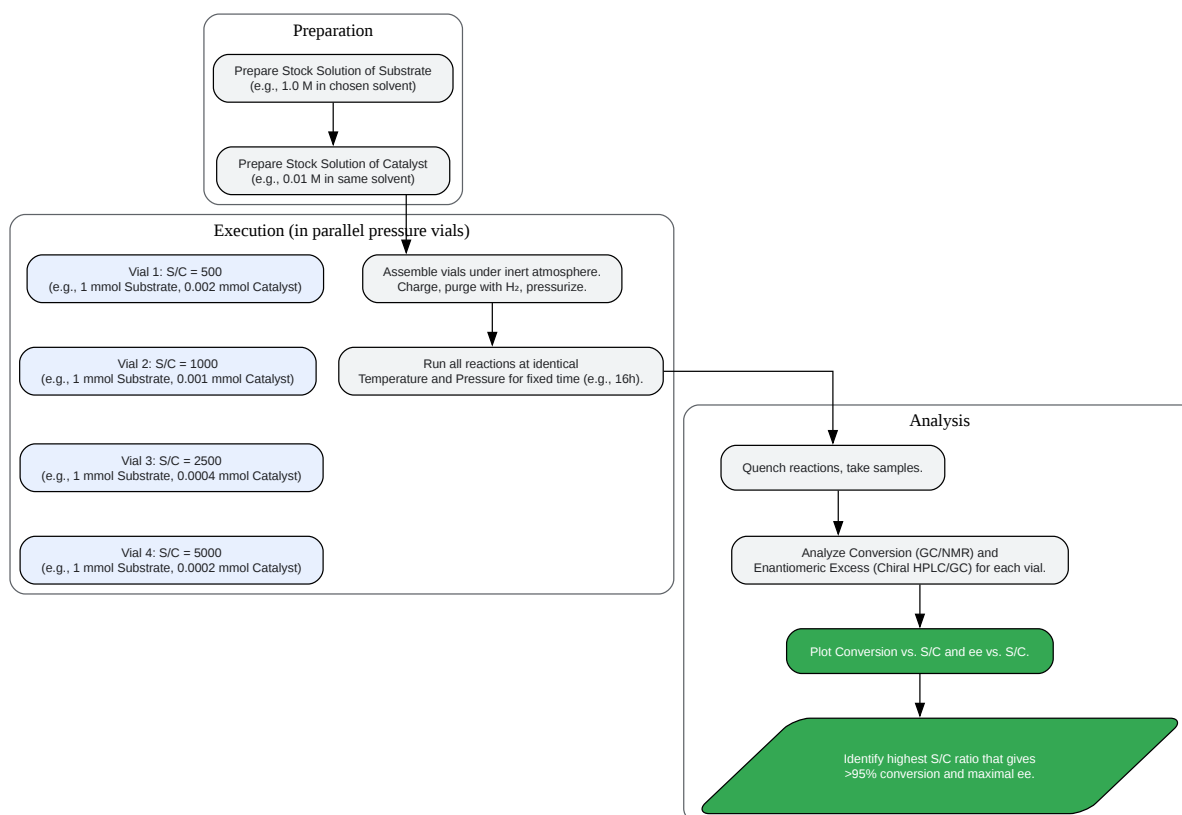 Preparation
Prepare Stock Solution of Substrate
(e.g., 1.0 M in chosen solvent)
Prepare Stock Solution of Catalyst
(e.g., 0.01 M in same solvent)
Execution (in parallel pressure vials)
Vial 1: S/C = 500
(e.g., 1 mmol Substrate, 0.002 mmol Catalyst)
Assemble vials under inert atmosphere.
Charge, purge with H₂, pressurize.
Vial 2: S/C = 1000
(e.g., 1 mmol Substrate, 0.001 mmol Catalyst)
Run all reactions at identical
Temperature and Pressure for fixed time (e.g., 16h).
Vial 3: S/C = 2500
(e.g., 1 mmol Substrate, 0.0004 mmol Catalyst)
Vial 4: S/C = 5000
(e.g., 1 mmol Substrate, 0.0002 mmol Catalyst)
Analysis
Quench reactions, take samples.
Analyze Conversion (GC/NMR) and
Enantiomeric Excess (Chiral HPLC/GC) for each vial.
Plot Conversion vs. S/C and ee vs. S/C.
Identify highest S/C ratio that gives
>95% conversion and maximal ee.